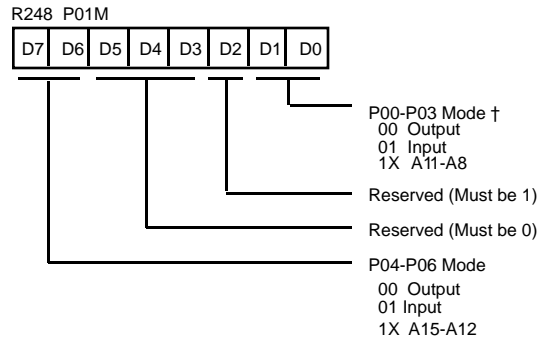 R248 P01M
D7 D6 D5 D4 D3 D2 D1 D0
P00-P03 Mode †
00 Output
01 Input
1X A11-A8
Reserved (Must be 1)
Reserved (Must be 0)
P04-P06 Mode
00 Output
01 Input
1X A15-A12